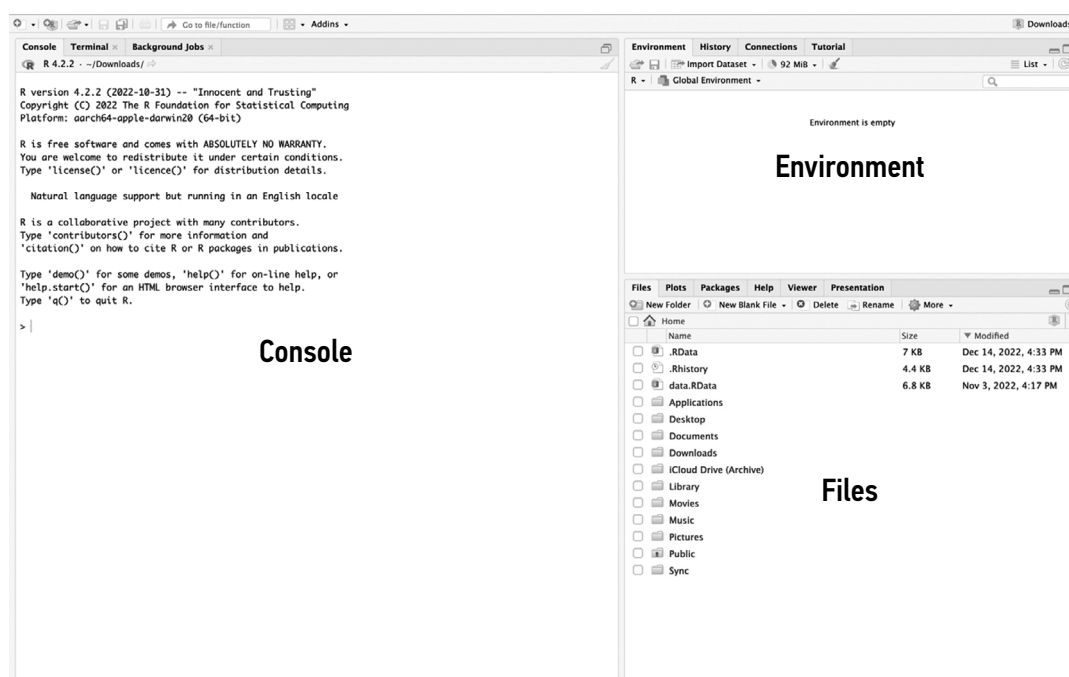 Go to file/function Addins Downloads
Console Terminal Background Jobs
R 4.2.2 · ~/Downloads/
R version 4.2.2 (2022-10-31) -- "Innocent and Trusting"
Copyright (C) 2022 The R Foundation for Statistical Computing
Platform: aarch64-apple-darwin20 (64-bit)
R is free software and comes with ABSOLUTELY NO WARRANTY.
You are welcome to redistribute it under certain conditions.
Type 'license()' or 'licence()' for distribution details.
Natural language support but running in an English locale
R is a collaborative project with many contributors.
Type 'contributors()' for more information and
'citation()' on how to cite R or R packages in publications.
Type 'demo()' for some demos, 'help()' for on-line help, or
'help.start()' for an HTML browser interface to help.
Type 'q()' to quit R.
>
Console
Environment History Connections Tutorial
Import Dataset 92 MiB List
R Global Environment
Environment is empty
Environment
Files Plots Packages Help Viewer Presentation
New Folder New Blank File Delete Rename More
Home
Name Size Modified
.RData 7 KB Dec 14, 2022, 4:33 PM
.Rhistory 4.4 KB Dec 14, 2022, 4:33 PM
data.RData 6.8 KB Nov 3, 2022, 4:17 PM
Applications
Desktop
Documents
Downloads
iCloud Drive (Archive)
Library
Movies
Music
Pictures
Public
Sync
Files